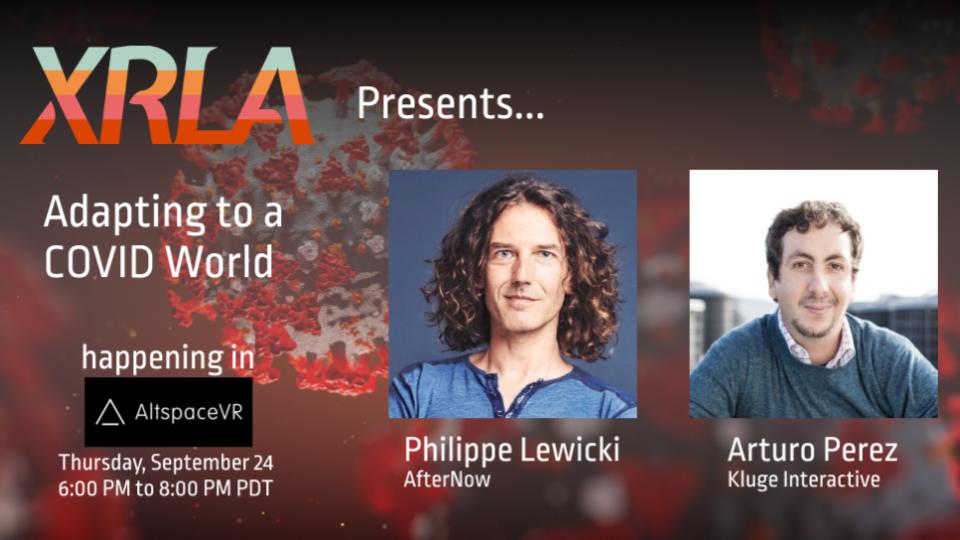 XRLA
Presents...
Adapting to a
COVID World
happening in
AltspaceVR
Thursday, September 24
6:00 PM to 8:00 PM PDT
Philippe Lewicki
AfterNow
Arturo Perez
Kluge Interactive